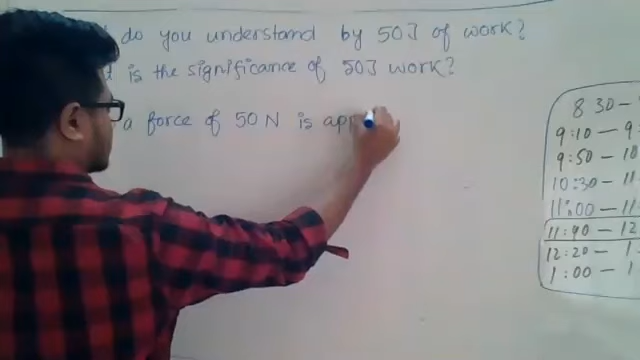 do you understand by 50J of work?
is the significance of 50J work?
a force of 50N is app
8 30 –
9:10 – 9:
9:50 – 10
10:30 – 11
11:00 – 11
11:40 – 12
12:20 – 1
1:00 – 1